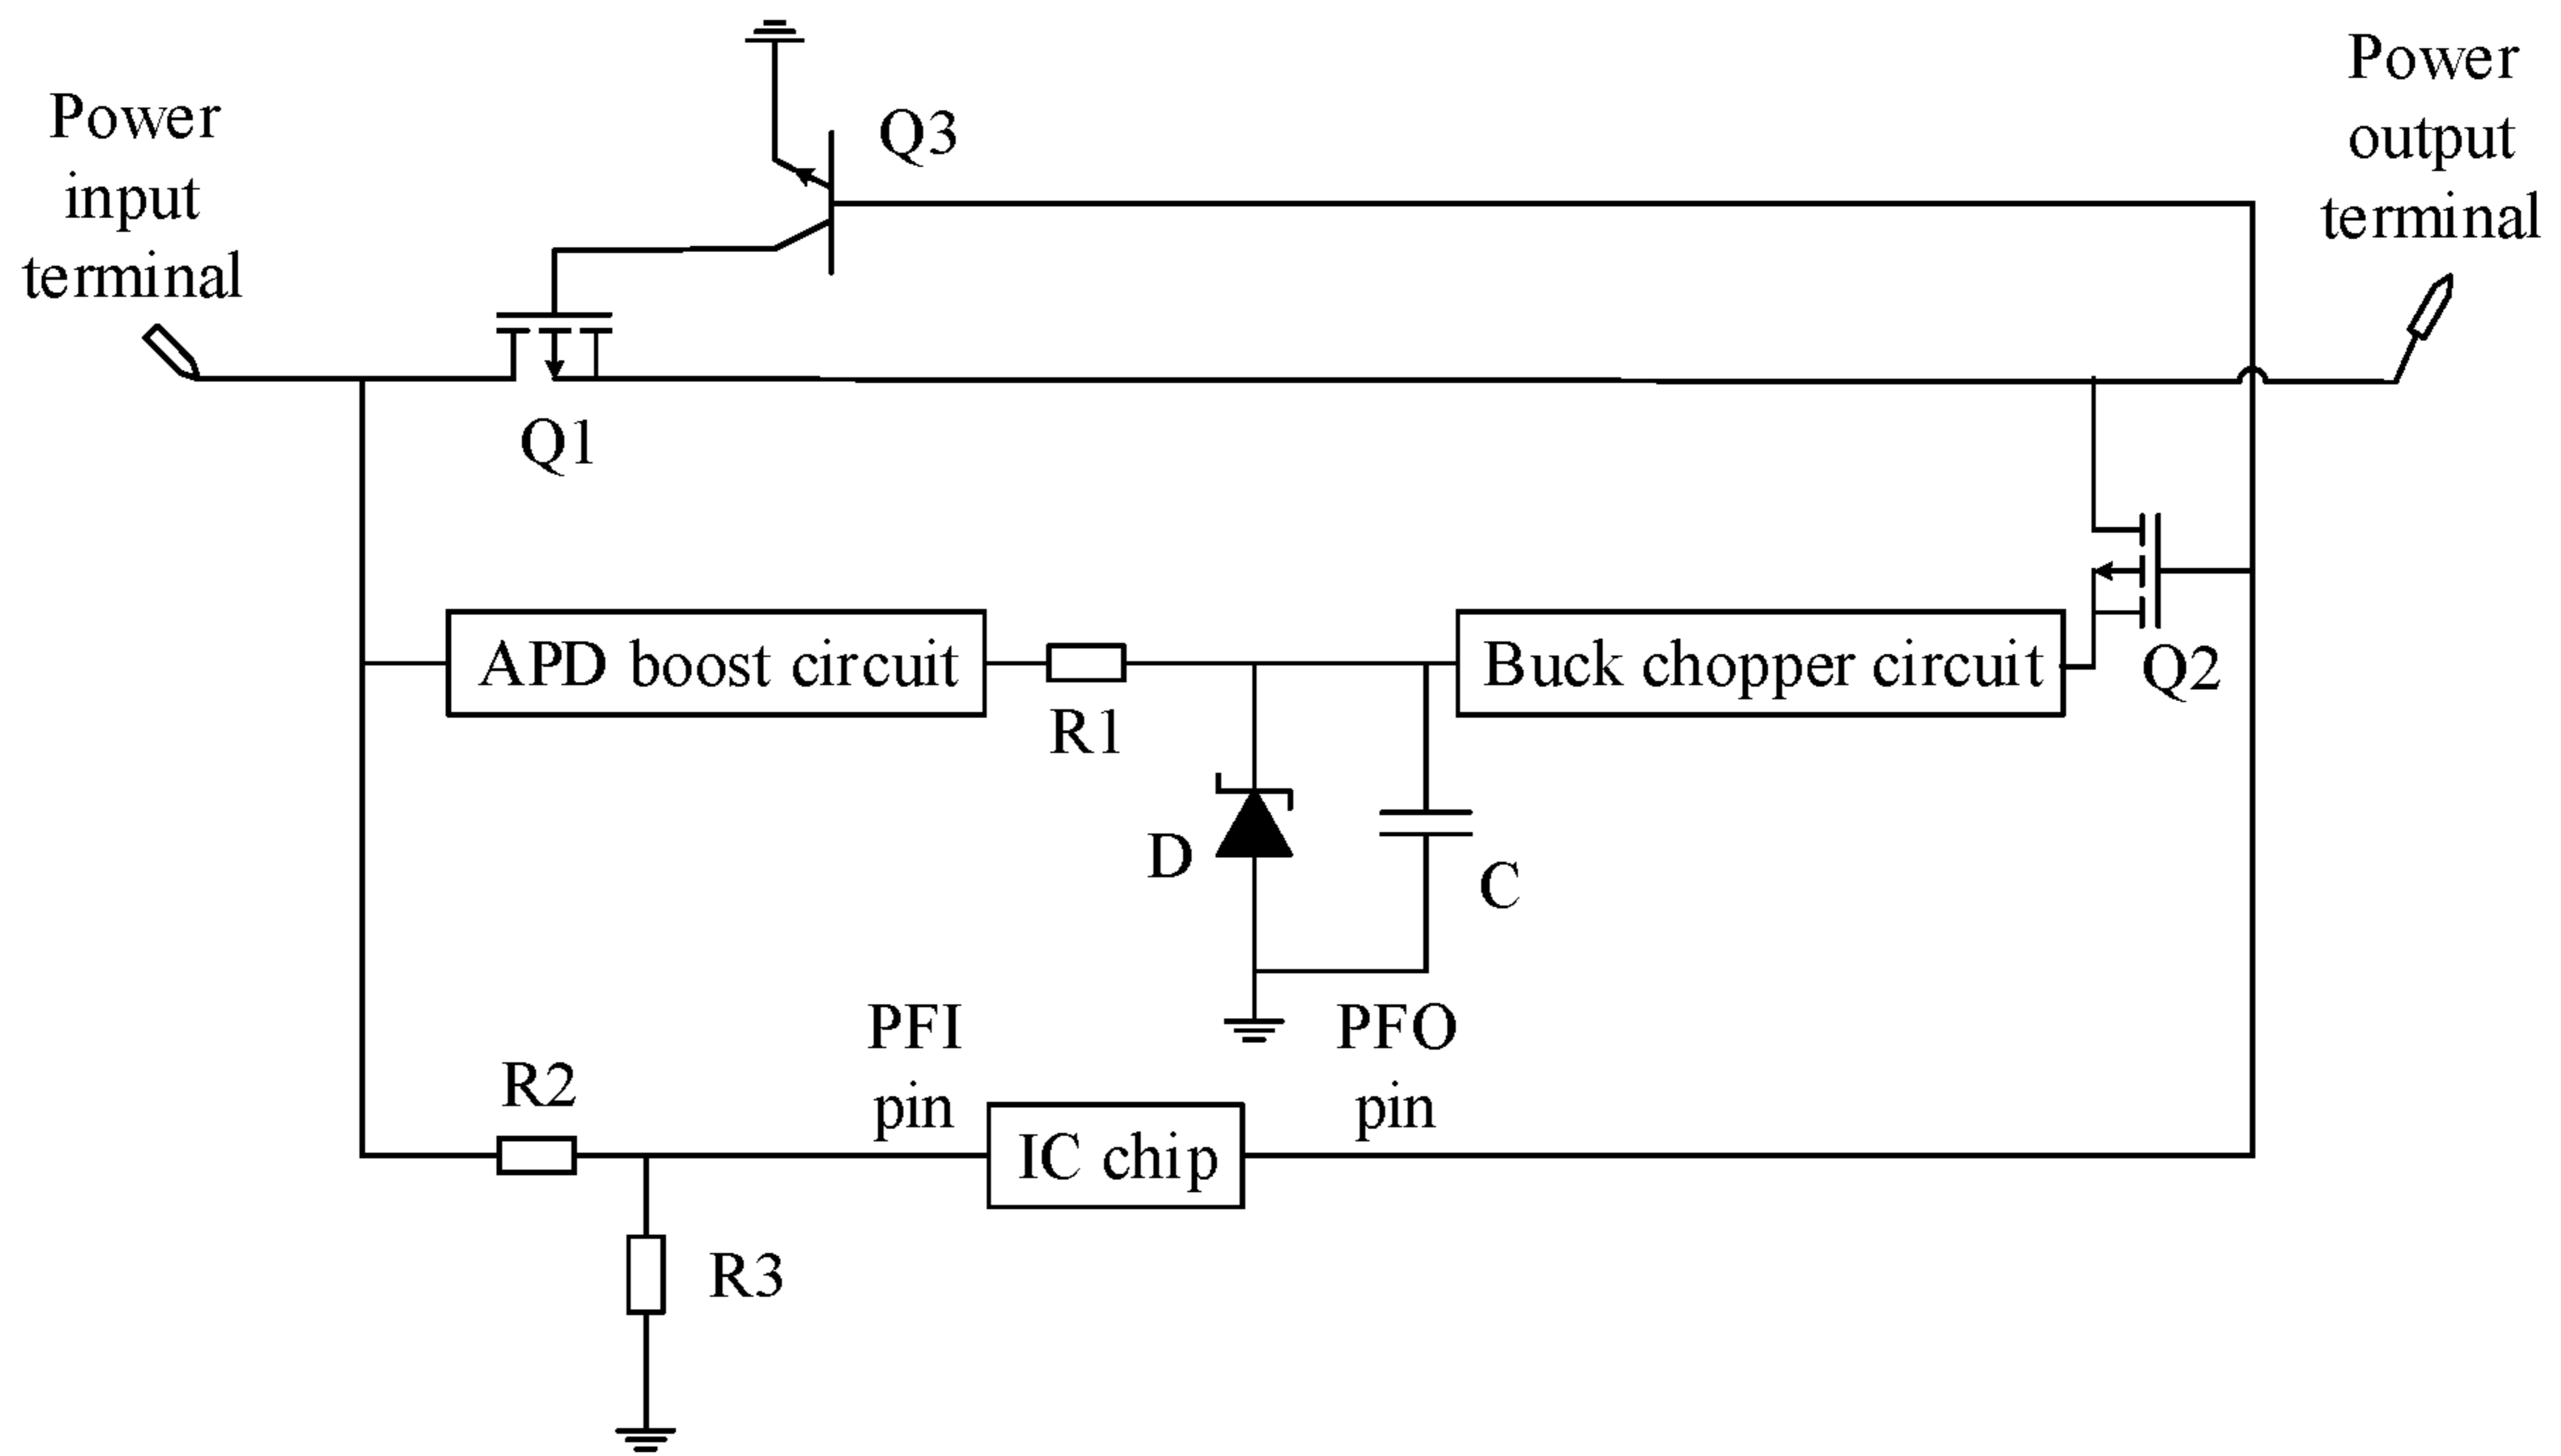 Power
input
terminal
Q3
Power
output
terminal
Q1
APD boost circuit
R1
Buck chopper circuit
Q2
D
C
PFI
pin
PFO
pin
R2
IC chip
R3